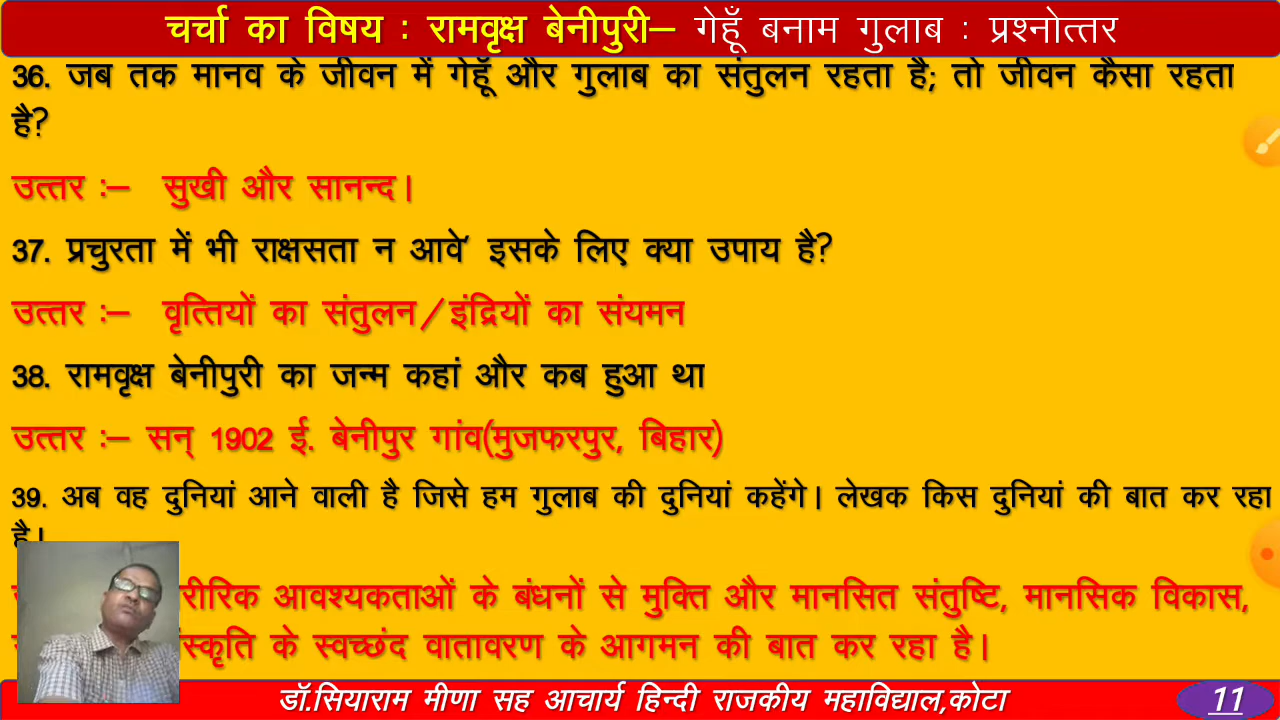 चर्चा का विषय : रामवृक्ष बेनीपुरी– गेहूँ बनाम गुलाब : प्रश्नोत्तर
36. जब तक मानव के जीवन में गेहूँ और गुलाब का संतुलन रहता है; तो जीवन कैसा रहता
है?
उत्तर :– सुखी और सानन्द।
37. प्रचुरता में भी राक्षसता न आवे’ इसके लिए क्या उपाय है?
उत्तर :– वृत्तियों का संतुलन/इंद्रियों का संयमन
38. रामवृक्ष बेनीपुरी का जन्म कहां और कब हुआ था
उत्तर :– सन् 1902 ई. बेनीपुर गांव(मुजफरपुर, बिहार)
39. अब वह दुनियां आने वाली है जिसे हम गुलाब की दुनियां कहेंगे। लेखक किस दुनियां की बात कर रहा
है।
आवश्यकताओं के बंधनों से मुक्ति और मानसित संतुष्टि, मानसिक विकास,
के स्वच्छंद वातावरण के आगमन की बात कर रहा है।
डॉ.सियाराम मीणा सह आचार्य हिन्दी राजकीय महाविद्याल,कोटा
11